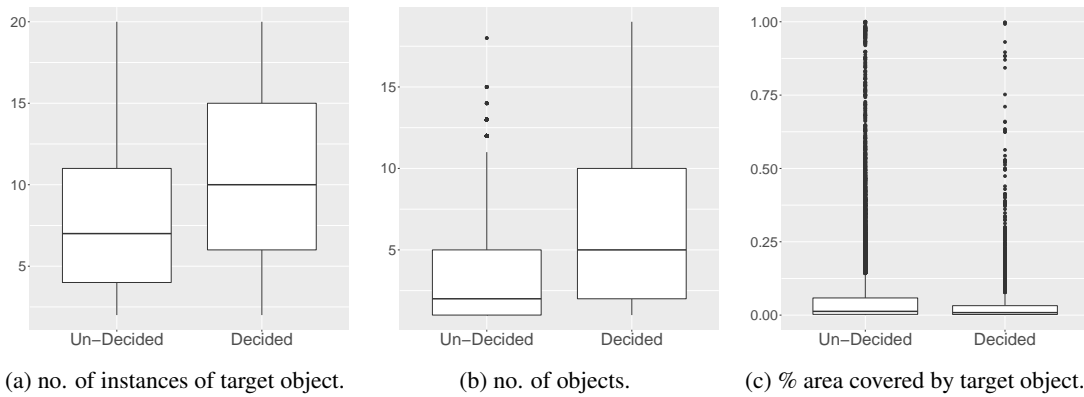 20
15
10
5
Un−Decided Decided
(a) no. of instances of target object.
15
10
5
Un−Decided Decided
(b) no. of objects.
1.00
0.75
0.50
0.25
0.00
Un−Decided Decided
(c) % area covered by target object.